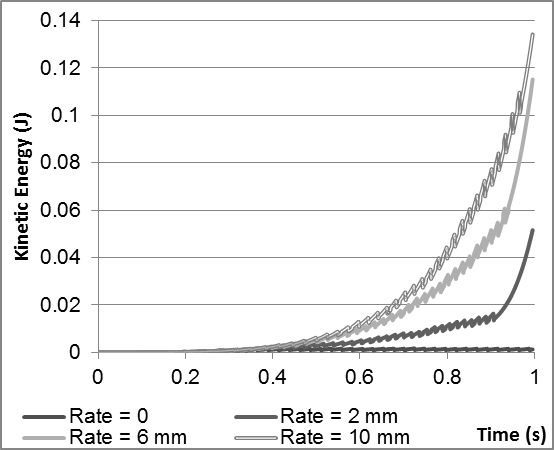 0.14
0.12
0.1
0.08
0.06
0.04
0.02
0
Kinetic Energy (J)
0 0.2 0.4 0.6 0.8 1
Rate = 0 Rate = 2 mm
Rate = 6 mm Rate = 10 mm
Time (s)